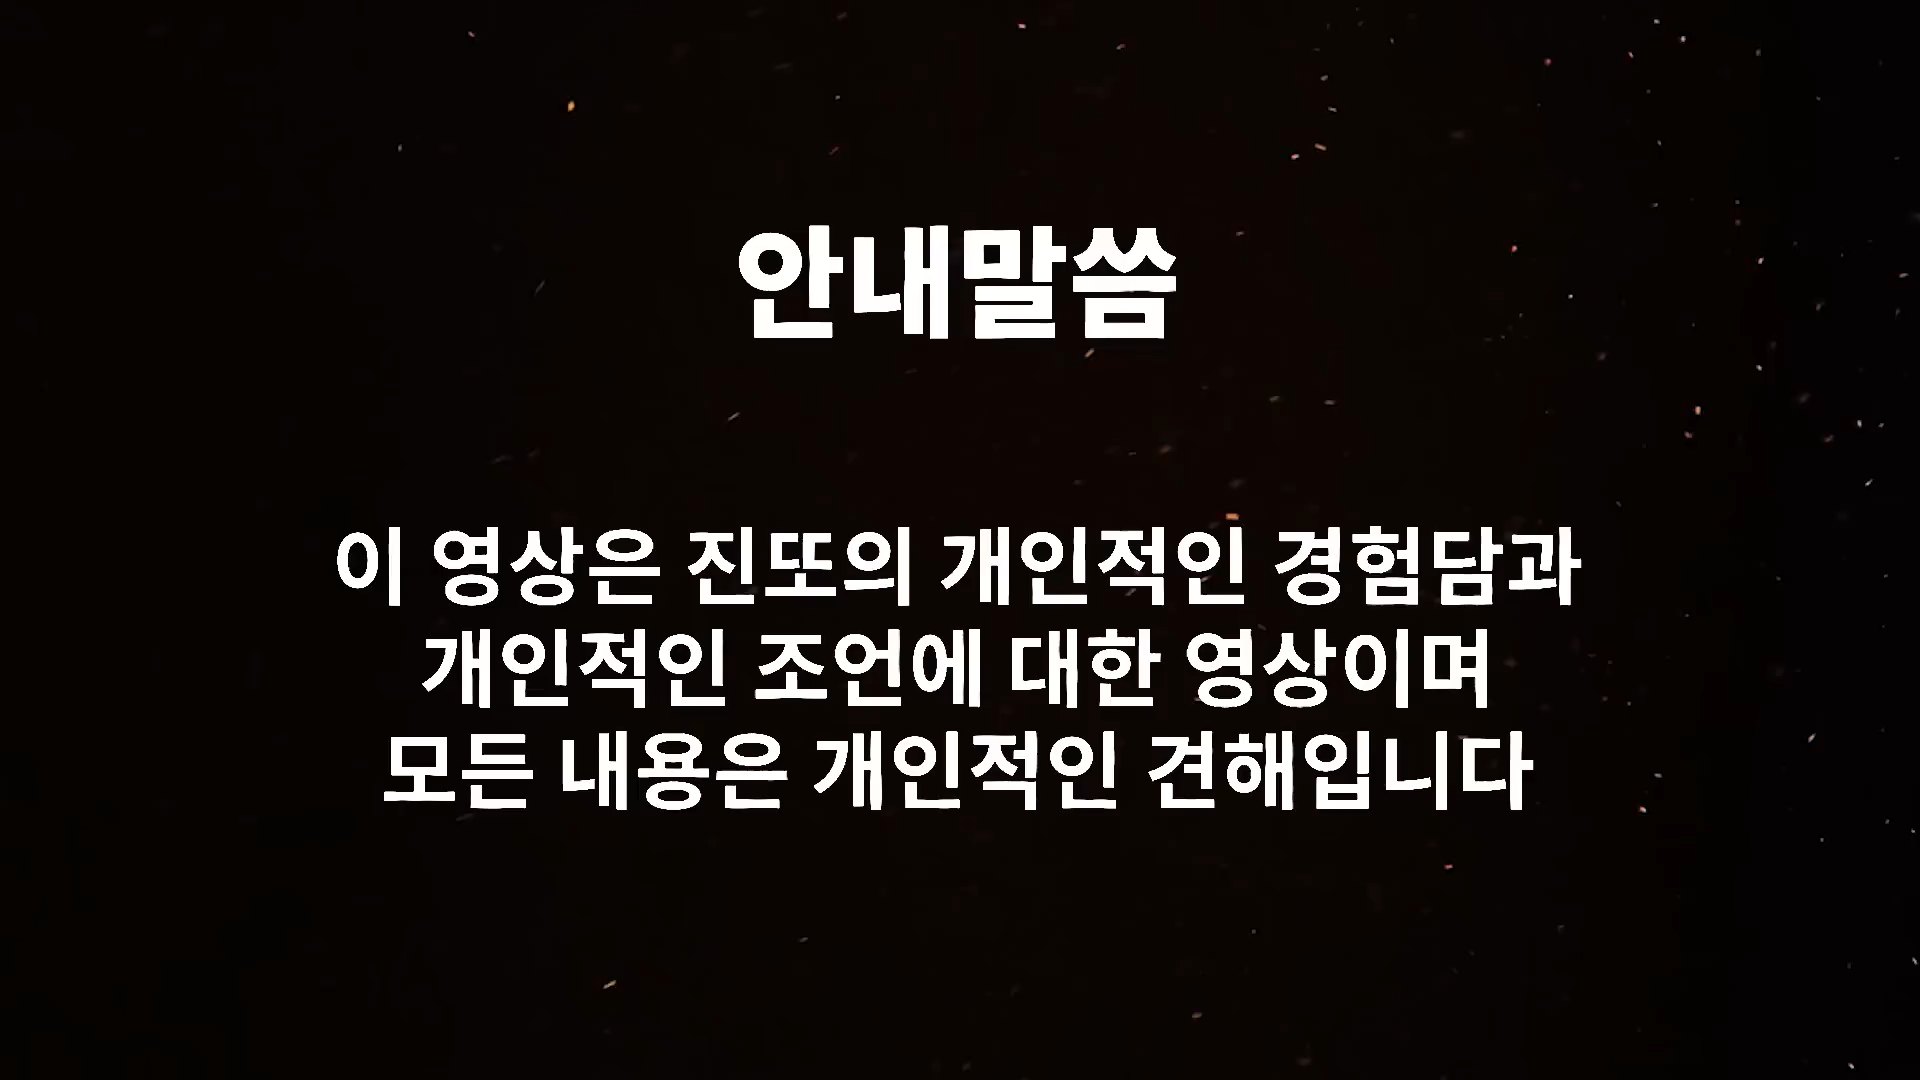 안내말씀
이 영상은 진또의 개인적인 경험담과
개인적인 조언에 대한 영상이며
모든 내용은 개인적인 견해입니다